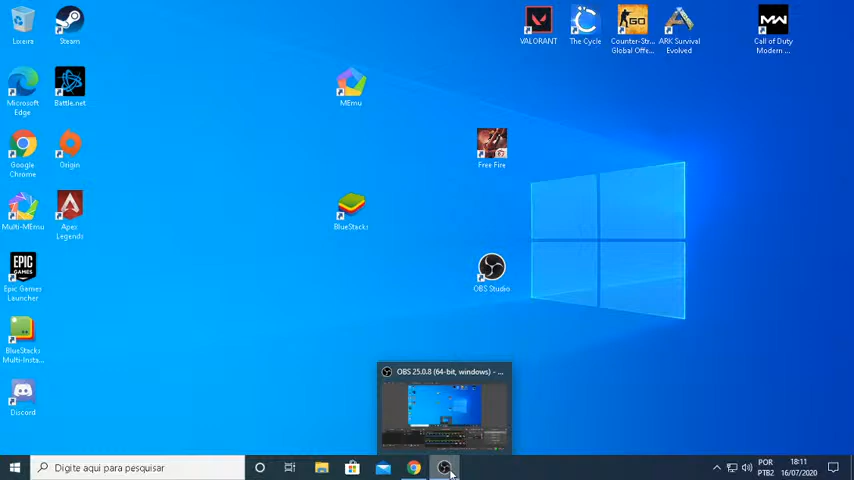 Lixeira
Steam
VALORANT
The Cycle
Counter-Str...
Global Offe...
ARK Survival
Evolved
Call of Duty
Modern ...
Microsoft
Edge
Battle.net
MEmu
Google
Chrome
Origin
Free Fire
Multi-MEmu
Apex
Legends
BlueStacks
EPIC
GAMES
Epic Games
Launcher
OBS Studio
BlueStacks
Multi-Insta...
Discord
OBS 25.0.8 (64-bit, windows) - ...
Digite aqui para pesquisar
POR
PTB2
18:11
16/07/2020